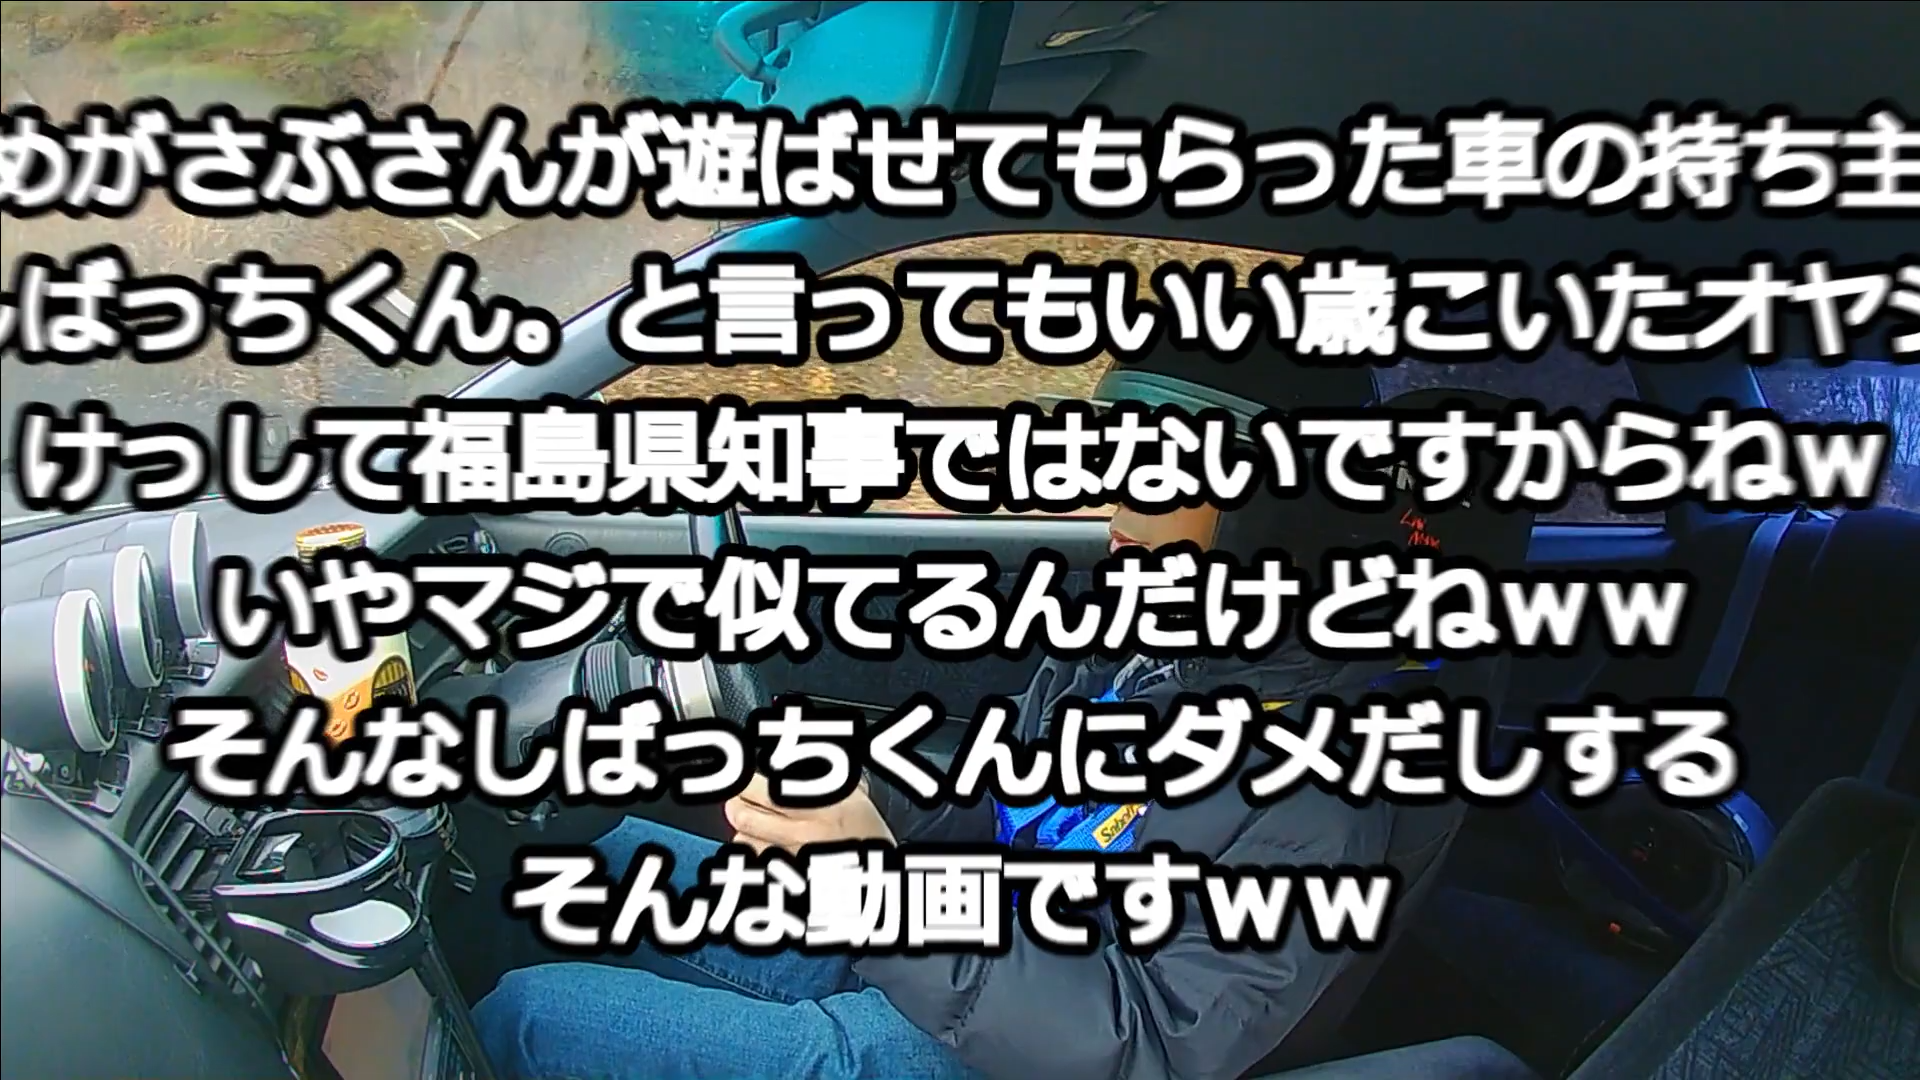 めがさぶさんが遊ばせてもらった車の持ち主
しばっちくん。と言ってもいい歳こいたオヤジ
けっして福島県知事ではないですからねｗ
いやマジで似てるんだけどねｗｗ
そんなしばっちくんにダメだしする
そんな動画ですｗｗ
Sabelt